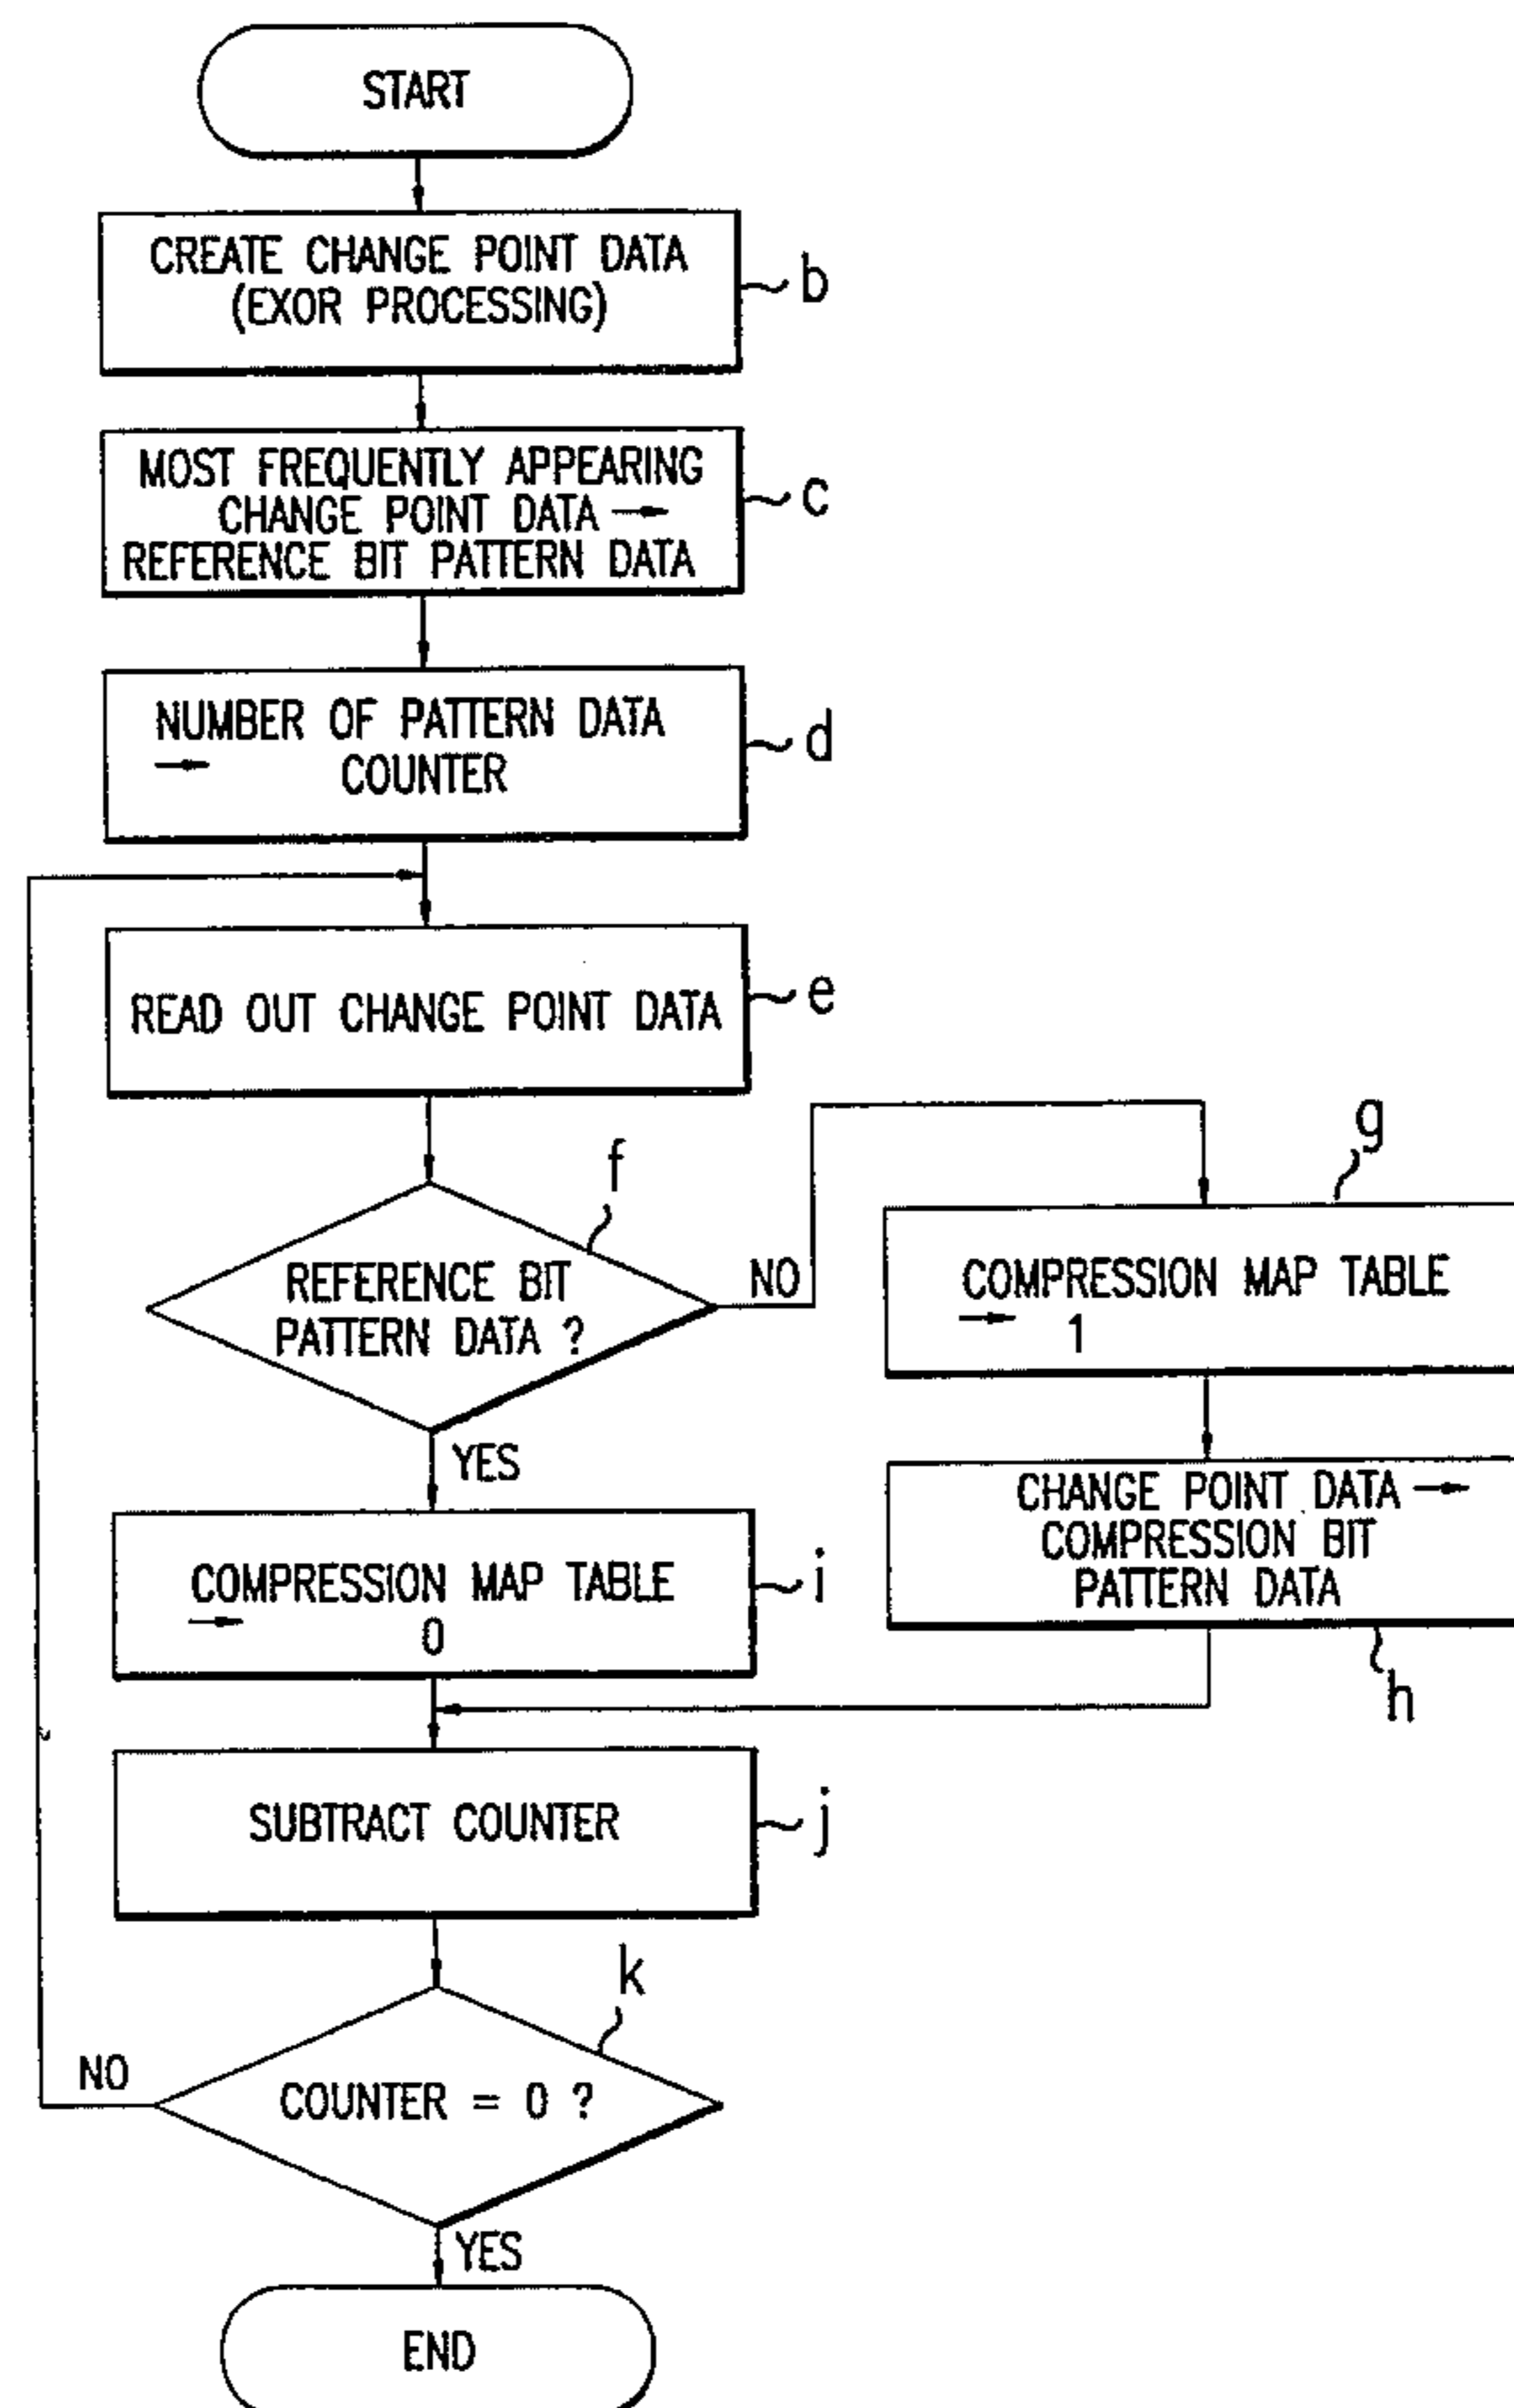 START
CREATE CHANGE POINT DATA
(EXOR PROCESSING)
b
MOST FREQUENTLY APPEARING
CHANGE POINT DATA →
REFERENCE BIT PATTERN DATA
c
NUMBER OF PATTERN DATA
→ COUNTER
d
READ OUT CHANGE POINT DATA
e
f
REFERENCE BIT
PATTERN DATA ?
NO
YES
g
COMPRESSION MAP TABLE
→ 1
CHANGE POINT DATA →
COMPRESSION BIT
PATTERN DATA
h
COMPRESSION MAP TABLE
→ 0
i
SUBTRACT COUNTER
j
k
COUNTER = 0 ?
NO
YES
END